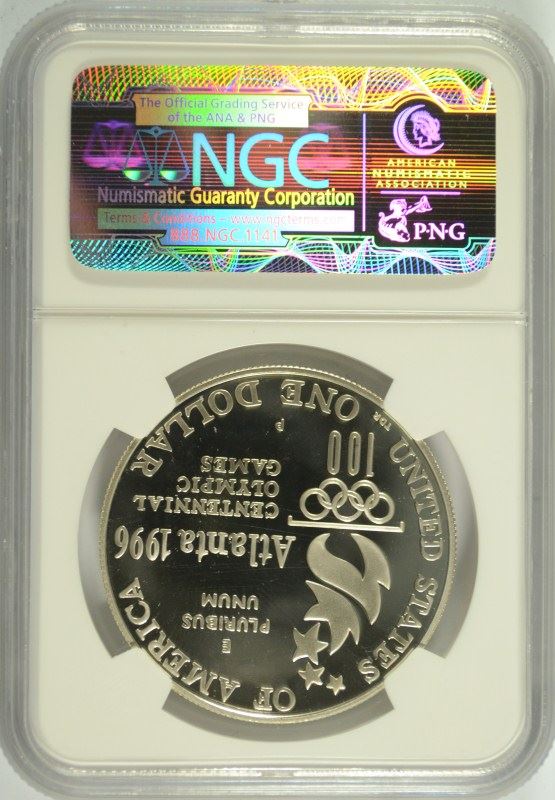 The Official Grading Service
of the ANA & PNG
NGC
Numismatic Guaranty Corporation
Terms & Conditions – www.ngcterms.com
888.NGC.1141
AMERICAN
NUMISMATIC
ASSOCIATION
P·N·G
UNITED STATES OF AMERICA
E
PLURIBUS
UNUM
Atlanta 1996
CENTENNIAL
OLYMPIC
GAMES
100
P
ONE DOLLAR
TDR